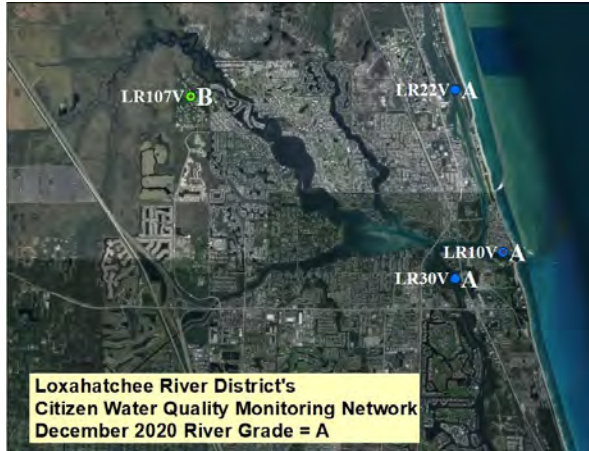 LR107V B
LR22V A
LR10V A
LR30V A
Loxahatchee River District's
Citizen Water Quality Monitoring Network
December 2020 River Grade = A